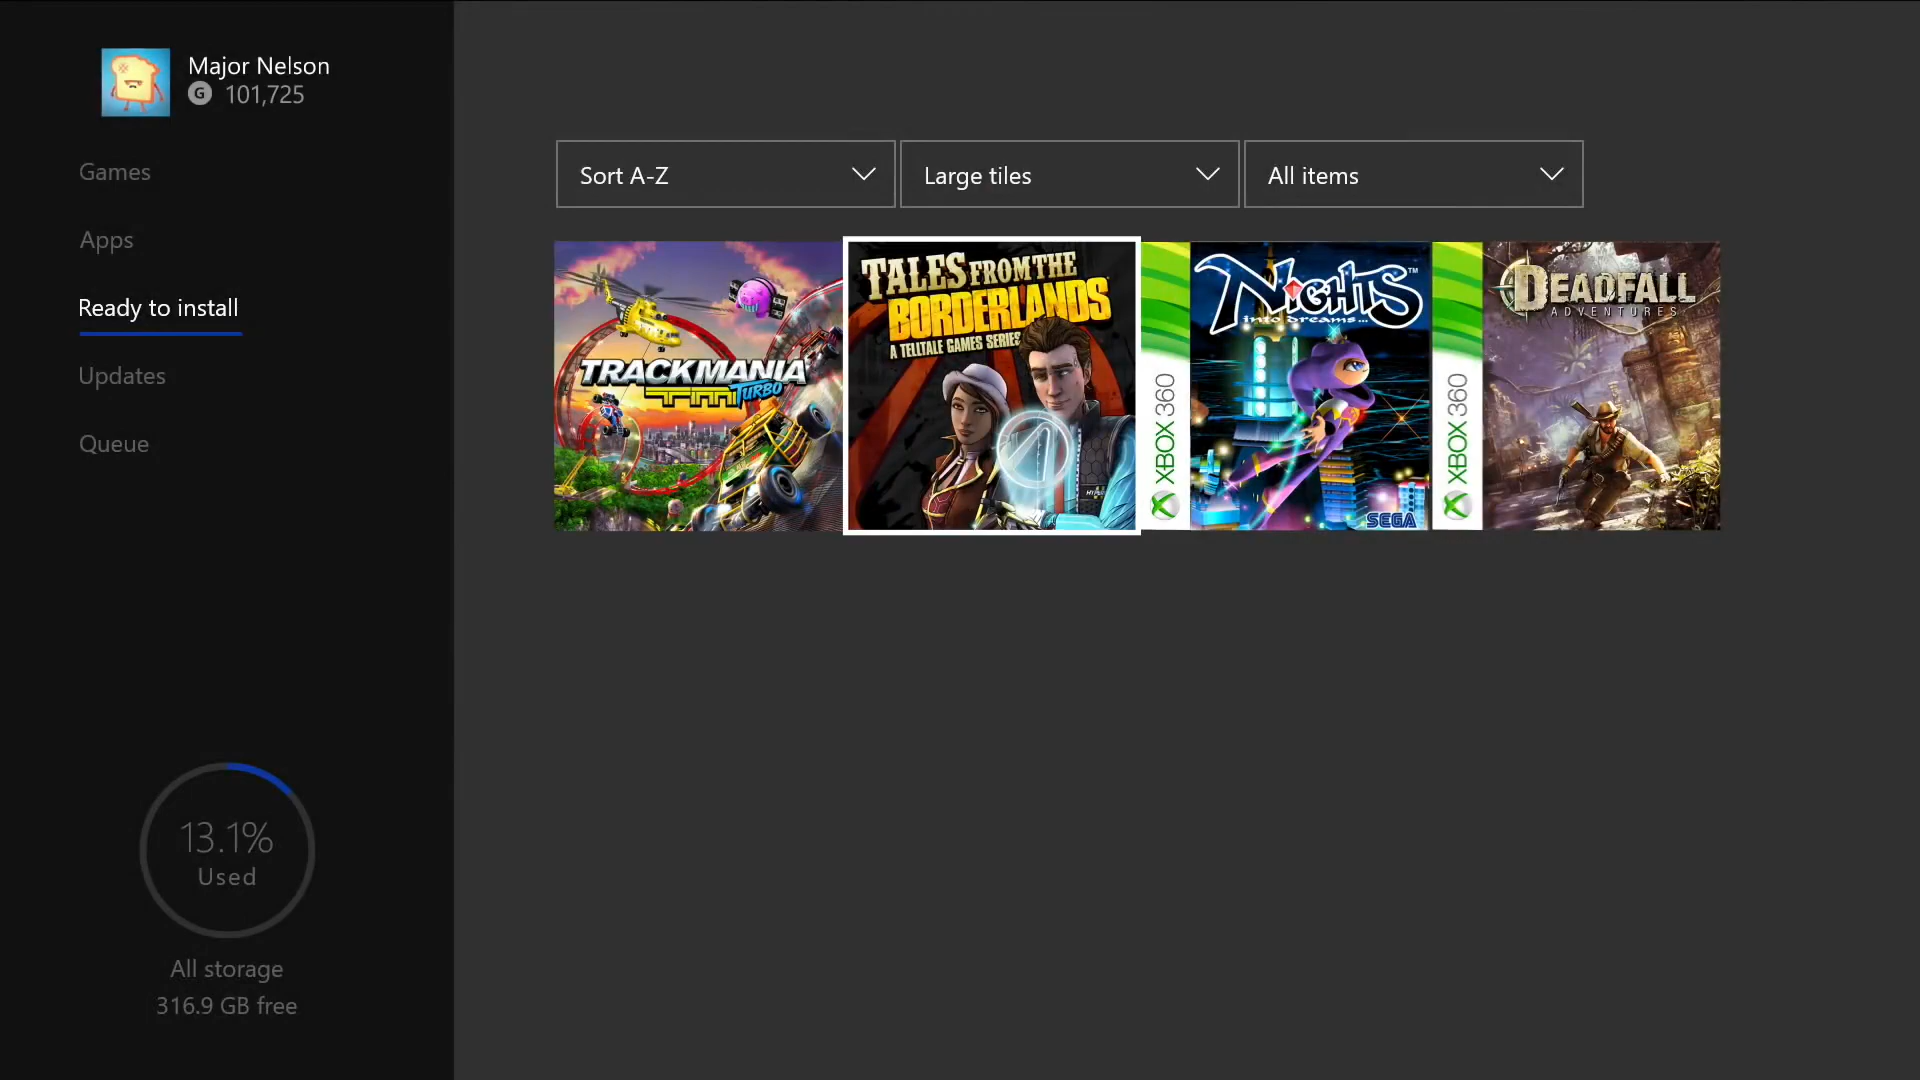 Major Nelson
G 101,725
Games
Apps
Ready to install
Updates
Queue
13.1%
Used
All storage
316.9 GB free
Sort A-Z
Large tiles
All items
TRACKMANIA
TURBO
TALES FROM THE
BORDERLANDS
A TELLTALE GAMES SERIES
XBOX 360
NiGHTS™
into dreams...
SEGA
XBOX 360
DEADFALL
ADVENTURES